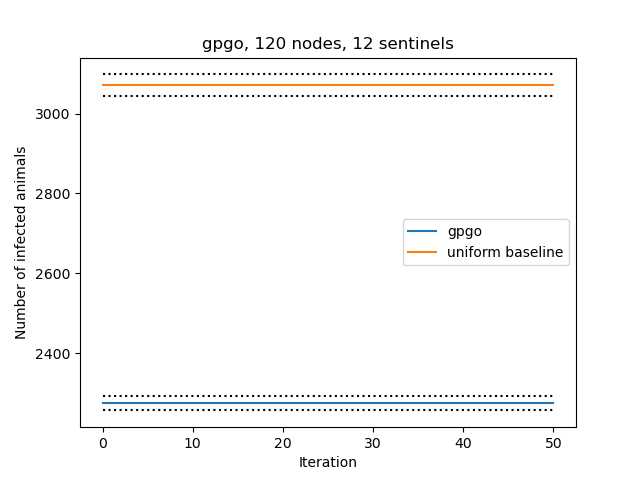 gpgo, 120 nodes, 12 sentinels
3000
2800
2600
2400
Number of infected animals
gpgo
uniform baseline
0 10 20 30 40 50
Iteration